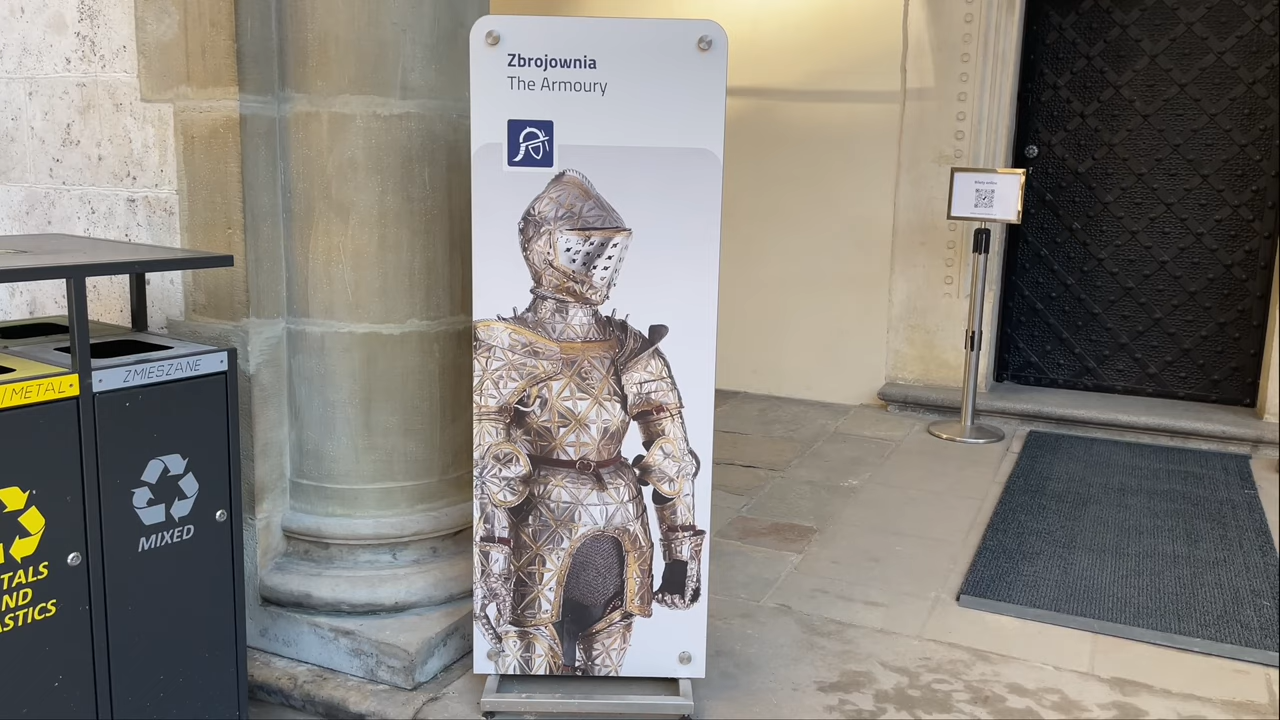 Zbrojownia
The Armoury
/METAL
ZMIESZANE
MIXED
TALS
ND
ASTICS